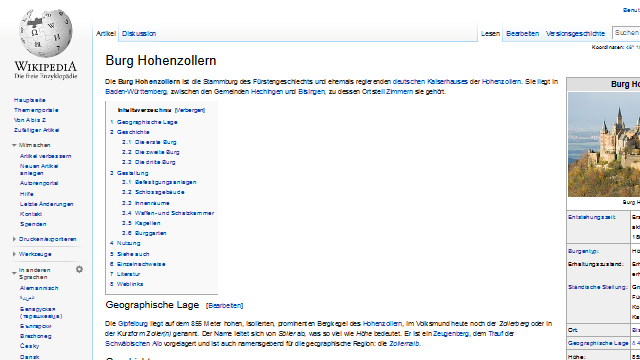 Benut
WIKIPEDIA
Die freie Enzyklopädie
Artikel Diskussion Lesen Bearbeiten Versionsgeschichte Suchen
Koordinaten: 48° 1
Burg Hohenzollern
Die Burg Hohenzollern ist die Stammburg des Fürstengeschlechts und ehemals regierenden deutschen Kaiserhauses der Hohenzollern. Sie liegt in
Baden-Württemberg, zwischen den Gemeinden Hechingen und Bisingen, zu dessen Ortsteil Zimmern sie gehört.
Hauptseite
Themenportale
Von A bis Z
Zufälliger Artikel
Mitmachen
Artikel verbessern
Neuen Artikel
anlegen
Autorenportal
Hilfe
Letzte Änderungen
Kontakt
Spenden
Drucken/exportieren
Werkzeuge
In anderen
Sprachen
Alemannisch
العربية
Беларуская
(тарашкевіца)
Български
Brezhoneg
Česky
Dansk
Inhaltsverzeichnis [Verbergen]
1 Geographische Lage
2 Geschichte
2.1 Die erste Burg
2.2 Die zweite Burg
2.3 Die dritte Burg
3 Gestaltung
3.1 Befestigungsanlagen
3.2 Schlossgebäude
3.3 Innenräume
3.4 Waffen- und Schatzkammer
3.5 Kapellen
3.6 Burggarten
4 Nutzung
5 Siehe auch
6 Einzelnachweise
7 Literatur
8 Weblinks
Geographische Lage [Bearbeiten]
Die Gipfelburg liegt auf dem 855 Meter hohen, isolierten, prominenten Bergkegel des Hohenzollern, im Volksmund heute noch der Zollerberg oder in
der Kurzform Zoller(n) genannt. Der Name leitet sich von Söller ab, was so viel wie Höhe bedeutet. Er ist ein Zeugenberg, dem Trauf der
Schwäbischen Alb vorgelagert und ist auch namensgebend für die geographische Region: die Zollernalb.
Burg Hohe
Burg H
Entstehungszeit:
Burgentyp: Ho
Erhaltungszustand: Erh
Ständische Stellung:
Ort: Bis
Geographische Lage
Höhe: